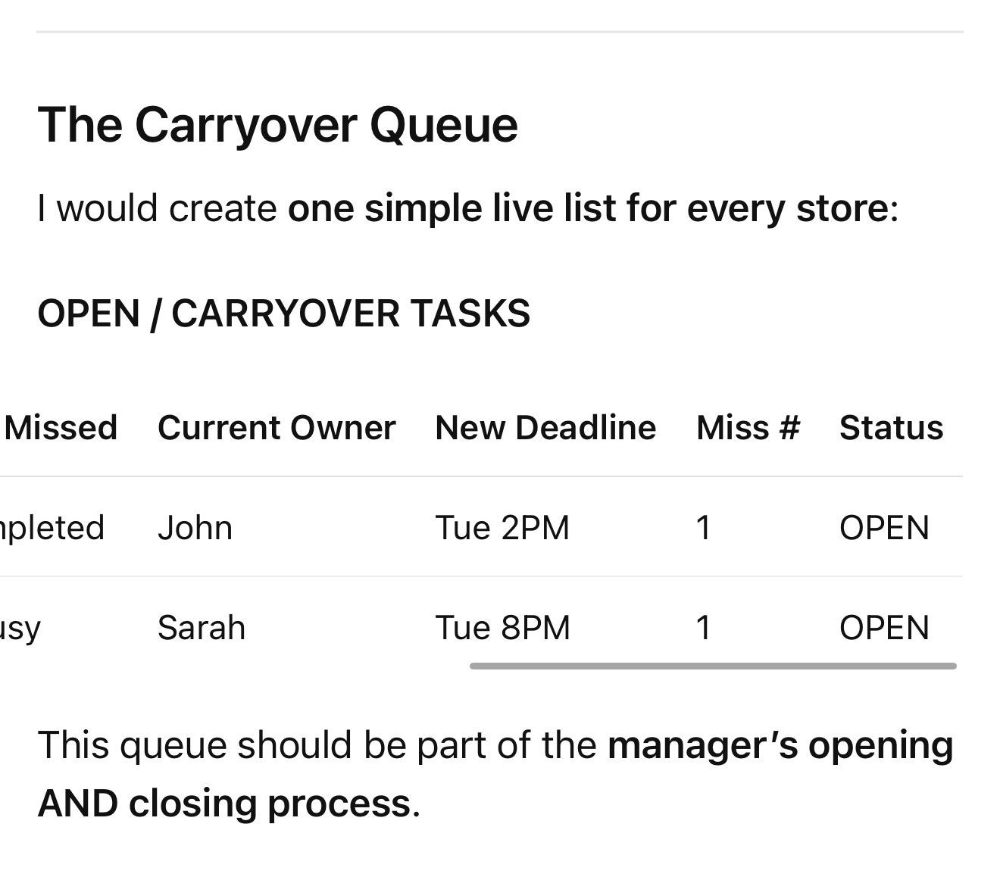 The Carryover Queue
I would create one simple live list for every store:
OPEN / CARRYOVER TASKS
Missed Current Owner New Deadline Miss # Status
John Tue 2PM 1 OPEN
Sarah Tue 8PM 1 OPEN
This queue should be part of the manager’s opening
AND closing process.